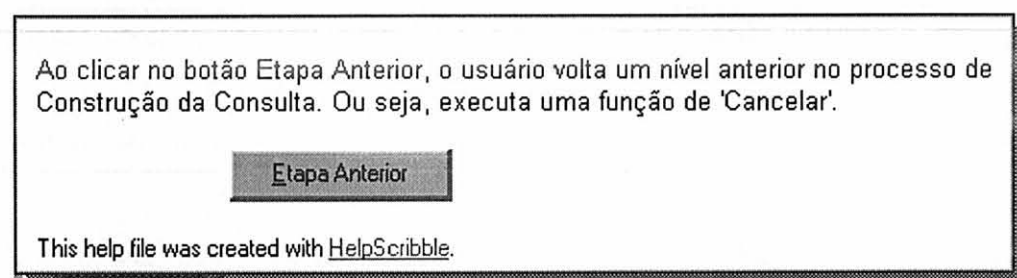 Ao clicar no botão Etapa Anterior, o usuário volta um nível anterior no processo de
Construção da Consulta. Ou seja, executa uma função de 'Cancelar'.
Etapa Anterior
This help file was created with HelpScribble.